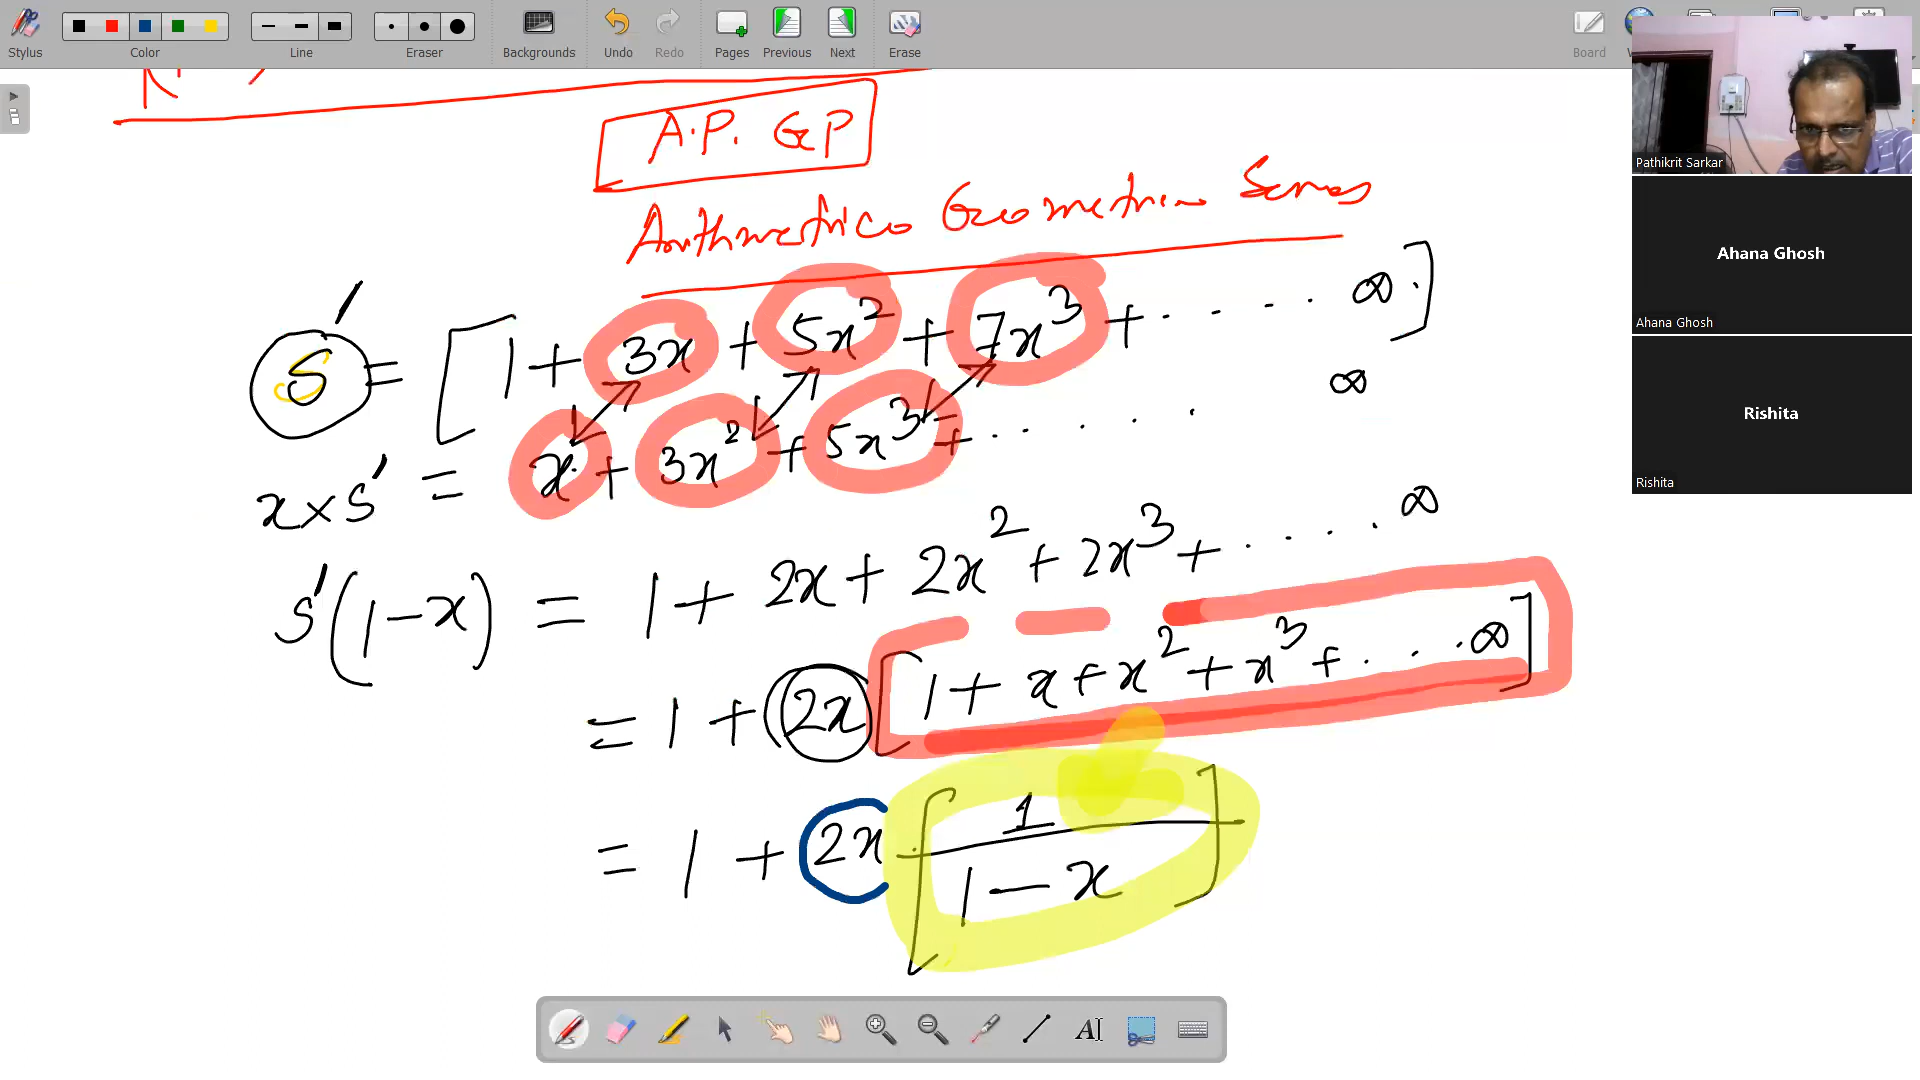 Stylus Color Line Eraser Backgrounds Undo Redo Pages Previous Next Erase Board
A.P. GP
Arithmetico Geometric Series
S' = [1 + 3x + 5x² + 7x³ + ..... ∞.]
x × S' = x + 3x² + 5x³ + ..... ∞
S'(1-x) = 1 + 2x + 2x² + 2x³ + ..... ∞
= 1 + (2x [1 + x + x² + x³ + .... ∞]
= 1 + 2x [1/(1-x)]
Pathikrit Sarkar
Ahana Ghosh
Ahana Ghosh
Rishita
Rishita